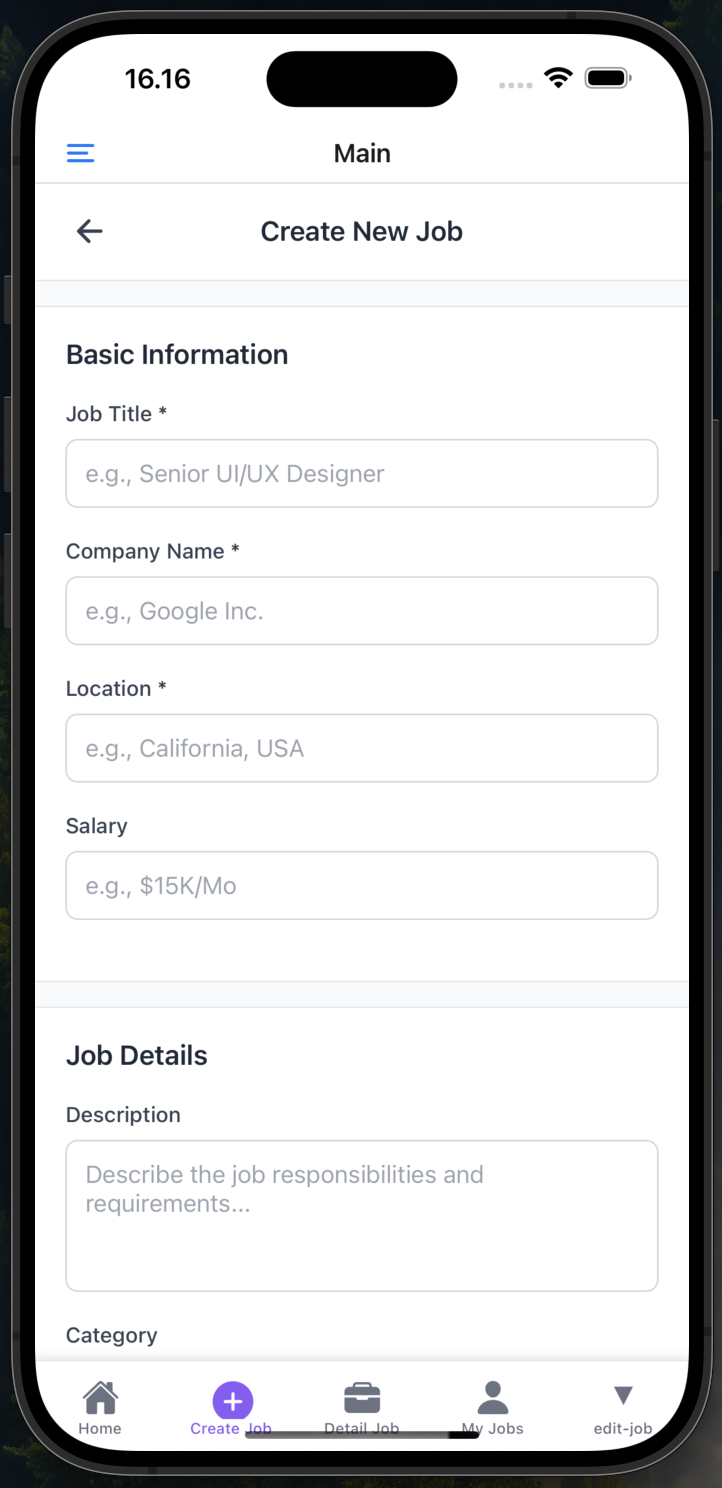 16.16
Main
Create New Job
Basic Information
Job Title *
e.g., Senior UI/UX Designer
Company Name *
e.g., Google Inc.
Location *
e.g., California, USA
Salary
e.g., $15K/Mo
Job Details
Description
Describe the job responsibilities and
requirements...
Category
Home Create Job Detail Job My Jobs edit-job